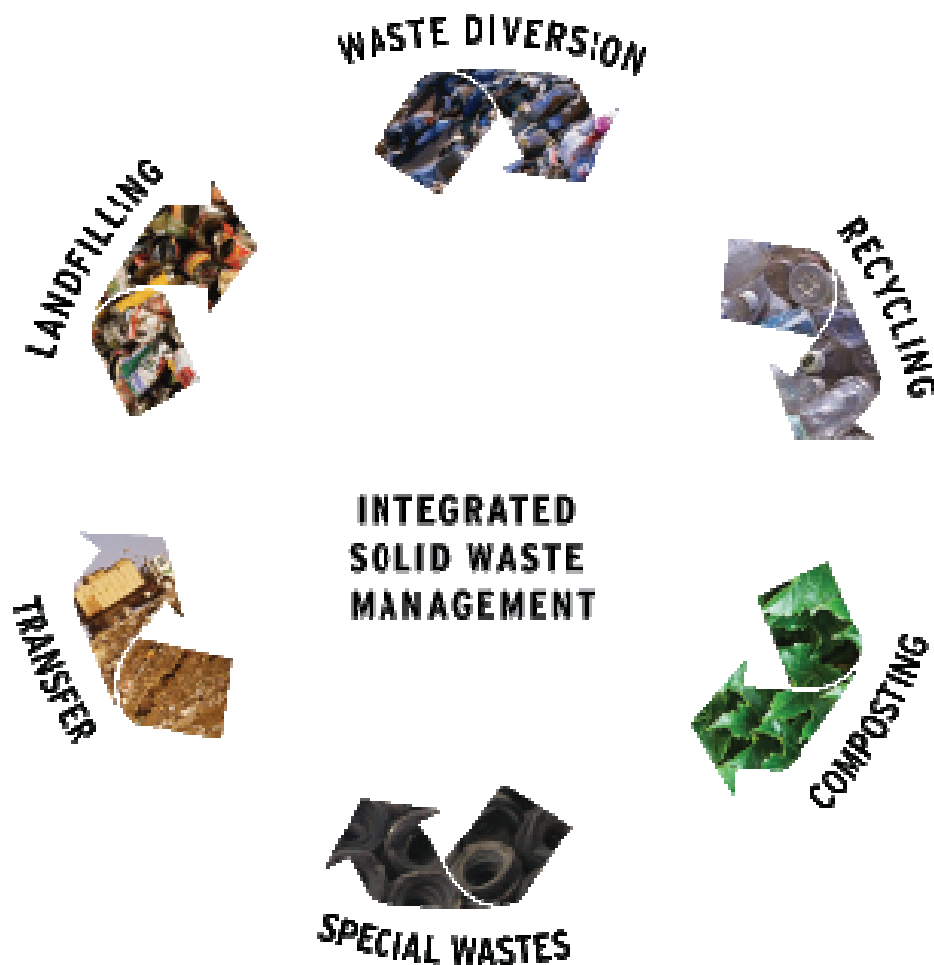 WASTE DIVERSION
RECYCLING
COMPOSTING
SPECIAL WASTES
TRANSFER
LANDFILLING
INTEGRATED
SOLID WASTE
MANAGEMENT